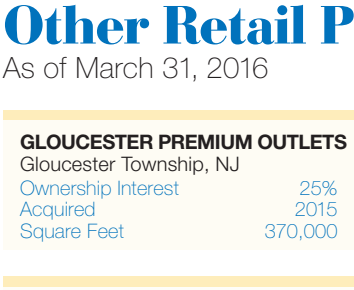 Other Retail P
As of March 31, 2016
GLOUCESTER PREMIUM OUTLETS
Gloucester Township, NJ
Ownership Interest 25%
Acquired 2015
Square Feet 370,000